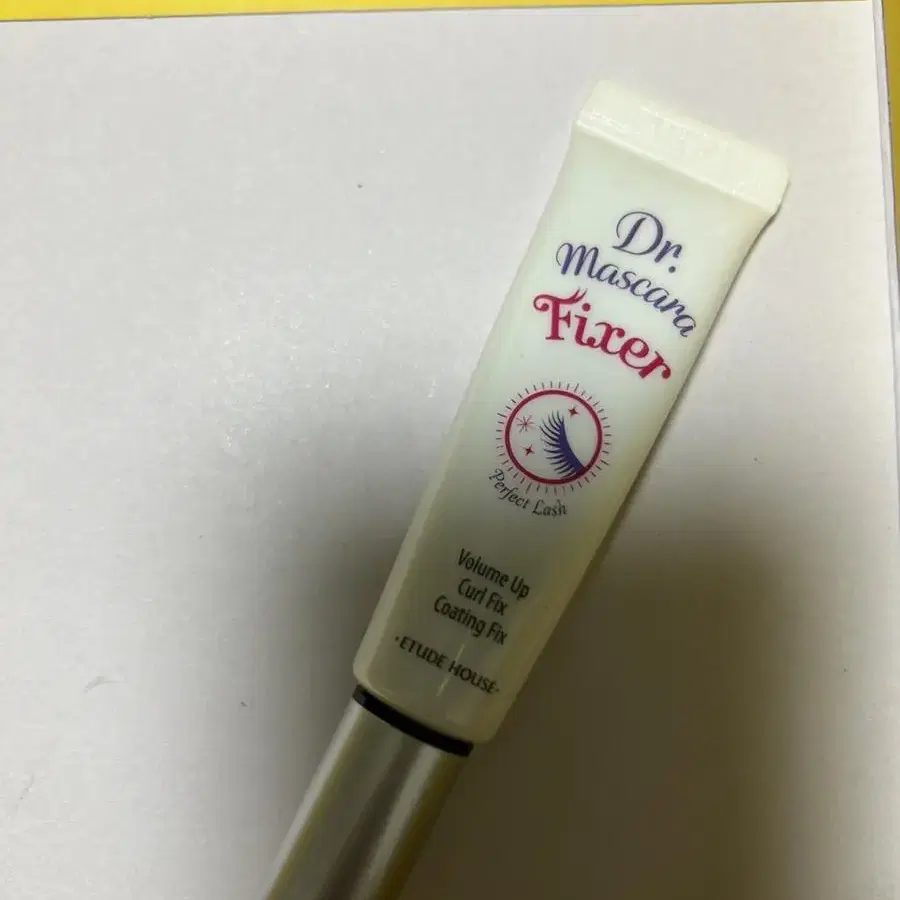 Dr.
Mascara
Fixer
Perfect Lash
Volume Up
Curl Fix
Coating Fix
·ETUDE HOUSE·